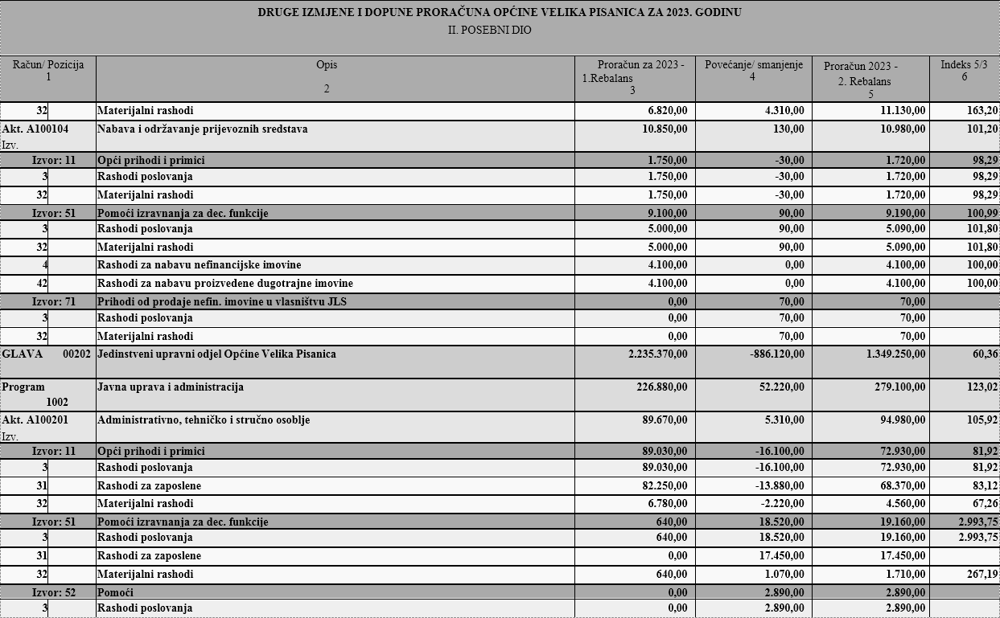 DRUGE IZMJENE I DOPUNE PRORAČUNA OPĆINE VELIKA PISANICA ZA 2023. GODINU
II. POSEBNI DIO
Račun/ Pozicija 1 Opis 2 Proračun za 2023 - 1.Rebalans 3 Povećanje/ smanjenje 4 Proračun 2023 - 2. Rebalans 5 Indeks 5/3 6
32 Materijalni rashodi 6.820,00 4.310,00 11.130,00 163,20
Akt. A100104 Nabava i održavanje prijevoznih sredstava 10.850,00 130,00 10.980,00 101,20
Izv.
Izvor: 11 Opći prihodi i primici 1.750,00 -30,00 1.720,00 98,29
3 Rashodi poslovanja 1.750,00 -30,00 1.720,00 98,29
32 Materijalni rashodi 1.750,00 -30,00 1.720,00 98,29
Izvor: 51 Pomoći izravnanja za dec. funkcije 9.100,00 90,00 9.190,00 100,99
3 Rashodi poslovanja 5.000,00 90,00 5.090,00 101,80
32 Materijalni rashodi 5.000,00 90,00 5.090,00 101,80
4 Rashodi za nabavu nefinancijske imovine 4.100,00 0,00 4.100,00 100,00
42 Rashodi za nabavu proizvedene dugotrajne imovine 4.100,00 0,00 4.100,00 100,00
Izvor: 71 Prihodi od prodaje nefin. imovine u vlasništvu JLS 0,00 70,00 70,00
3 Rashodi poslovanja 0,00 70,00 70,00
32 Materijalni rashodi 0,00 70,00 70,00
GLAVA 00202 Jedinstveni upravni odjel Općine Velika Pisanica 2.235.370,00 -886.120,00 1.349.250,00 60,36
Program Javna uprava i administracija 226.880,00 52.220,00 279.100,00 123,02
1002
Akt. A100201 Administrativno, tehničko i stručno osoblje 89.670,00 5.310,00 94.980,00 105,92
Izv.
Izvor: 11 Opći prihodi i primici 89.030,00 -16.100,00 72.930,00 81,92
3 Rashodi poslovanja 89.030,00 -16.100,00 72.930,00 81,92
31 Rashodi za zaposlene 82.250,00 -13.880,00 68.370,00 83,12
32 Materijalni rashodi 6.780,00 -2.220,00 4.560,00 67,26
Izvor: 51 Pomoći izravnanja za dec. funkcije 640,00 18.520,00 19.160,00 2.993,75
3 Rashodi poslovanja 640,00 18.520,00 19.160,00 2.993,75
31 Rashodi za zaposlene 0,00 17.450,00 17.450,00
32 Materijalni rashodi 640,00 1.070,00 1.710,00 267,19
Izvor: 52 Pomoći 0,00 2.890,00 2.890,00
3 Rashodi poslovanja 0,00 2.890,00 2.890,00